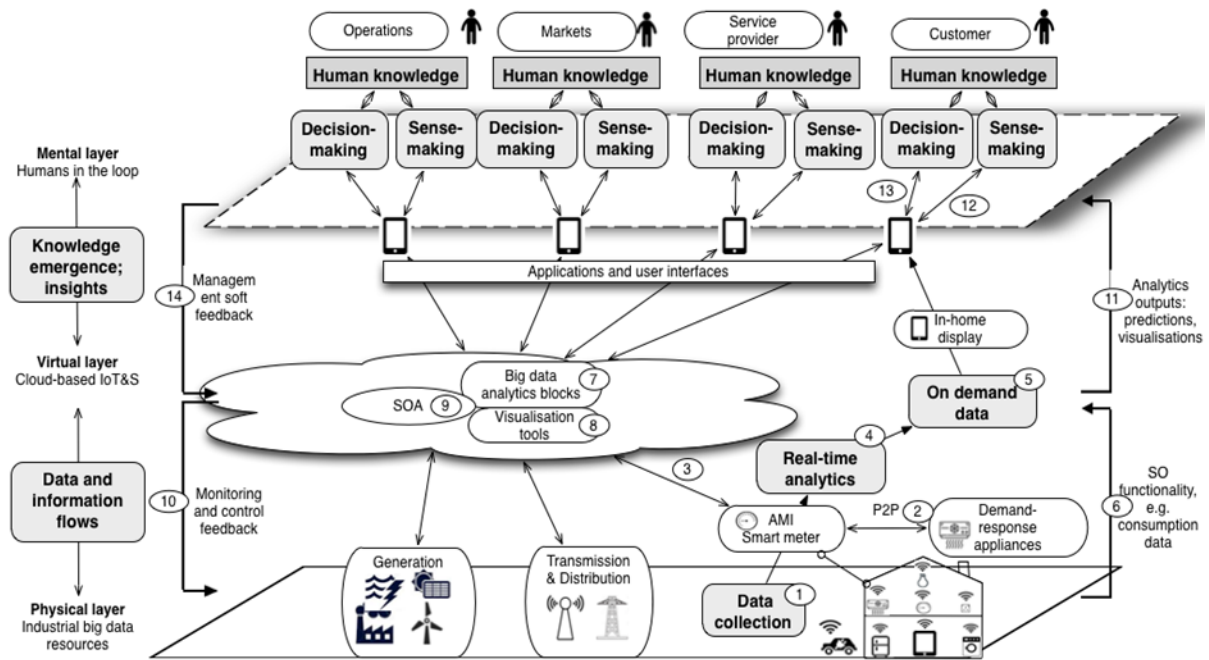 Operations
Markets
Service
provider
Customer
Human knowledge
Human knowledge
Human knowledge
Human knowledge
Decision-
making
Sense-
making
Decision-
making
Sense-
making
Decision-
making
Sense-
making
Decision-
making
Sense-
making
Mental layer
Humans in the loop
13
12
Knowledge
emergence;
insights
14
Managem
ent soft
feedback
Applications and user interfaces
11
Analytics
outputs:
predictions,
visualisations
In-home
display
Virtual layer
Cloud-based IoT&S
Big data
analytics blocks
7
SOA
9
Visualisation
tools
8
On demand
data
5
Real-time
analytics
4
3
Data and
information
flows
10
Monitoring
and control
feedback
AMI
Smart meter
P2P
2
Demand-
response
appliances
6
SO
functionality,
e.g.
consumption
data
Generation
Transmission
& Distribution
Data
collection
1
Physical layer
Industrial big data
resources